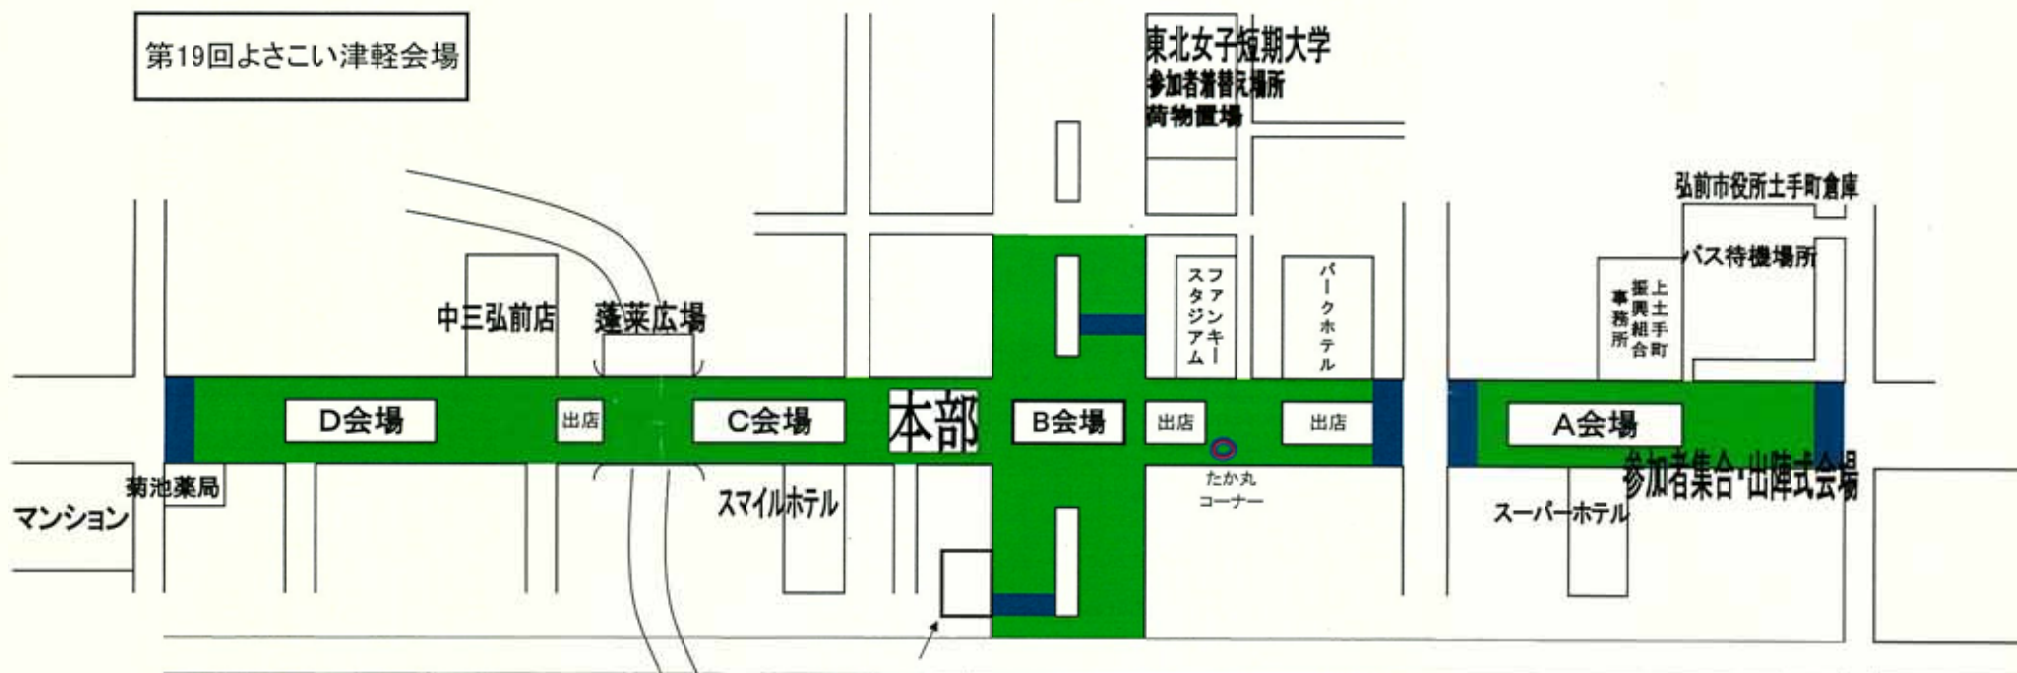 第19回よさこい津軽会場
東北女子短期大学
参加者着替え場所
荷物置場
弘前市役所土手町倉庫
バス待機場所
中三弘前店
蓬莱広場
ファンキー
スタジアム
パークホテル
上土手町
振興組合
事務所
D会場
出店
C会場
本部
B会場
出店
出店
A会場
参加者集合・出陣式会場
菊池薬局
マンション
スマイルホテル
たか丸
コーナー
スーパーホテル